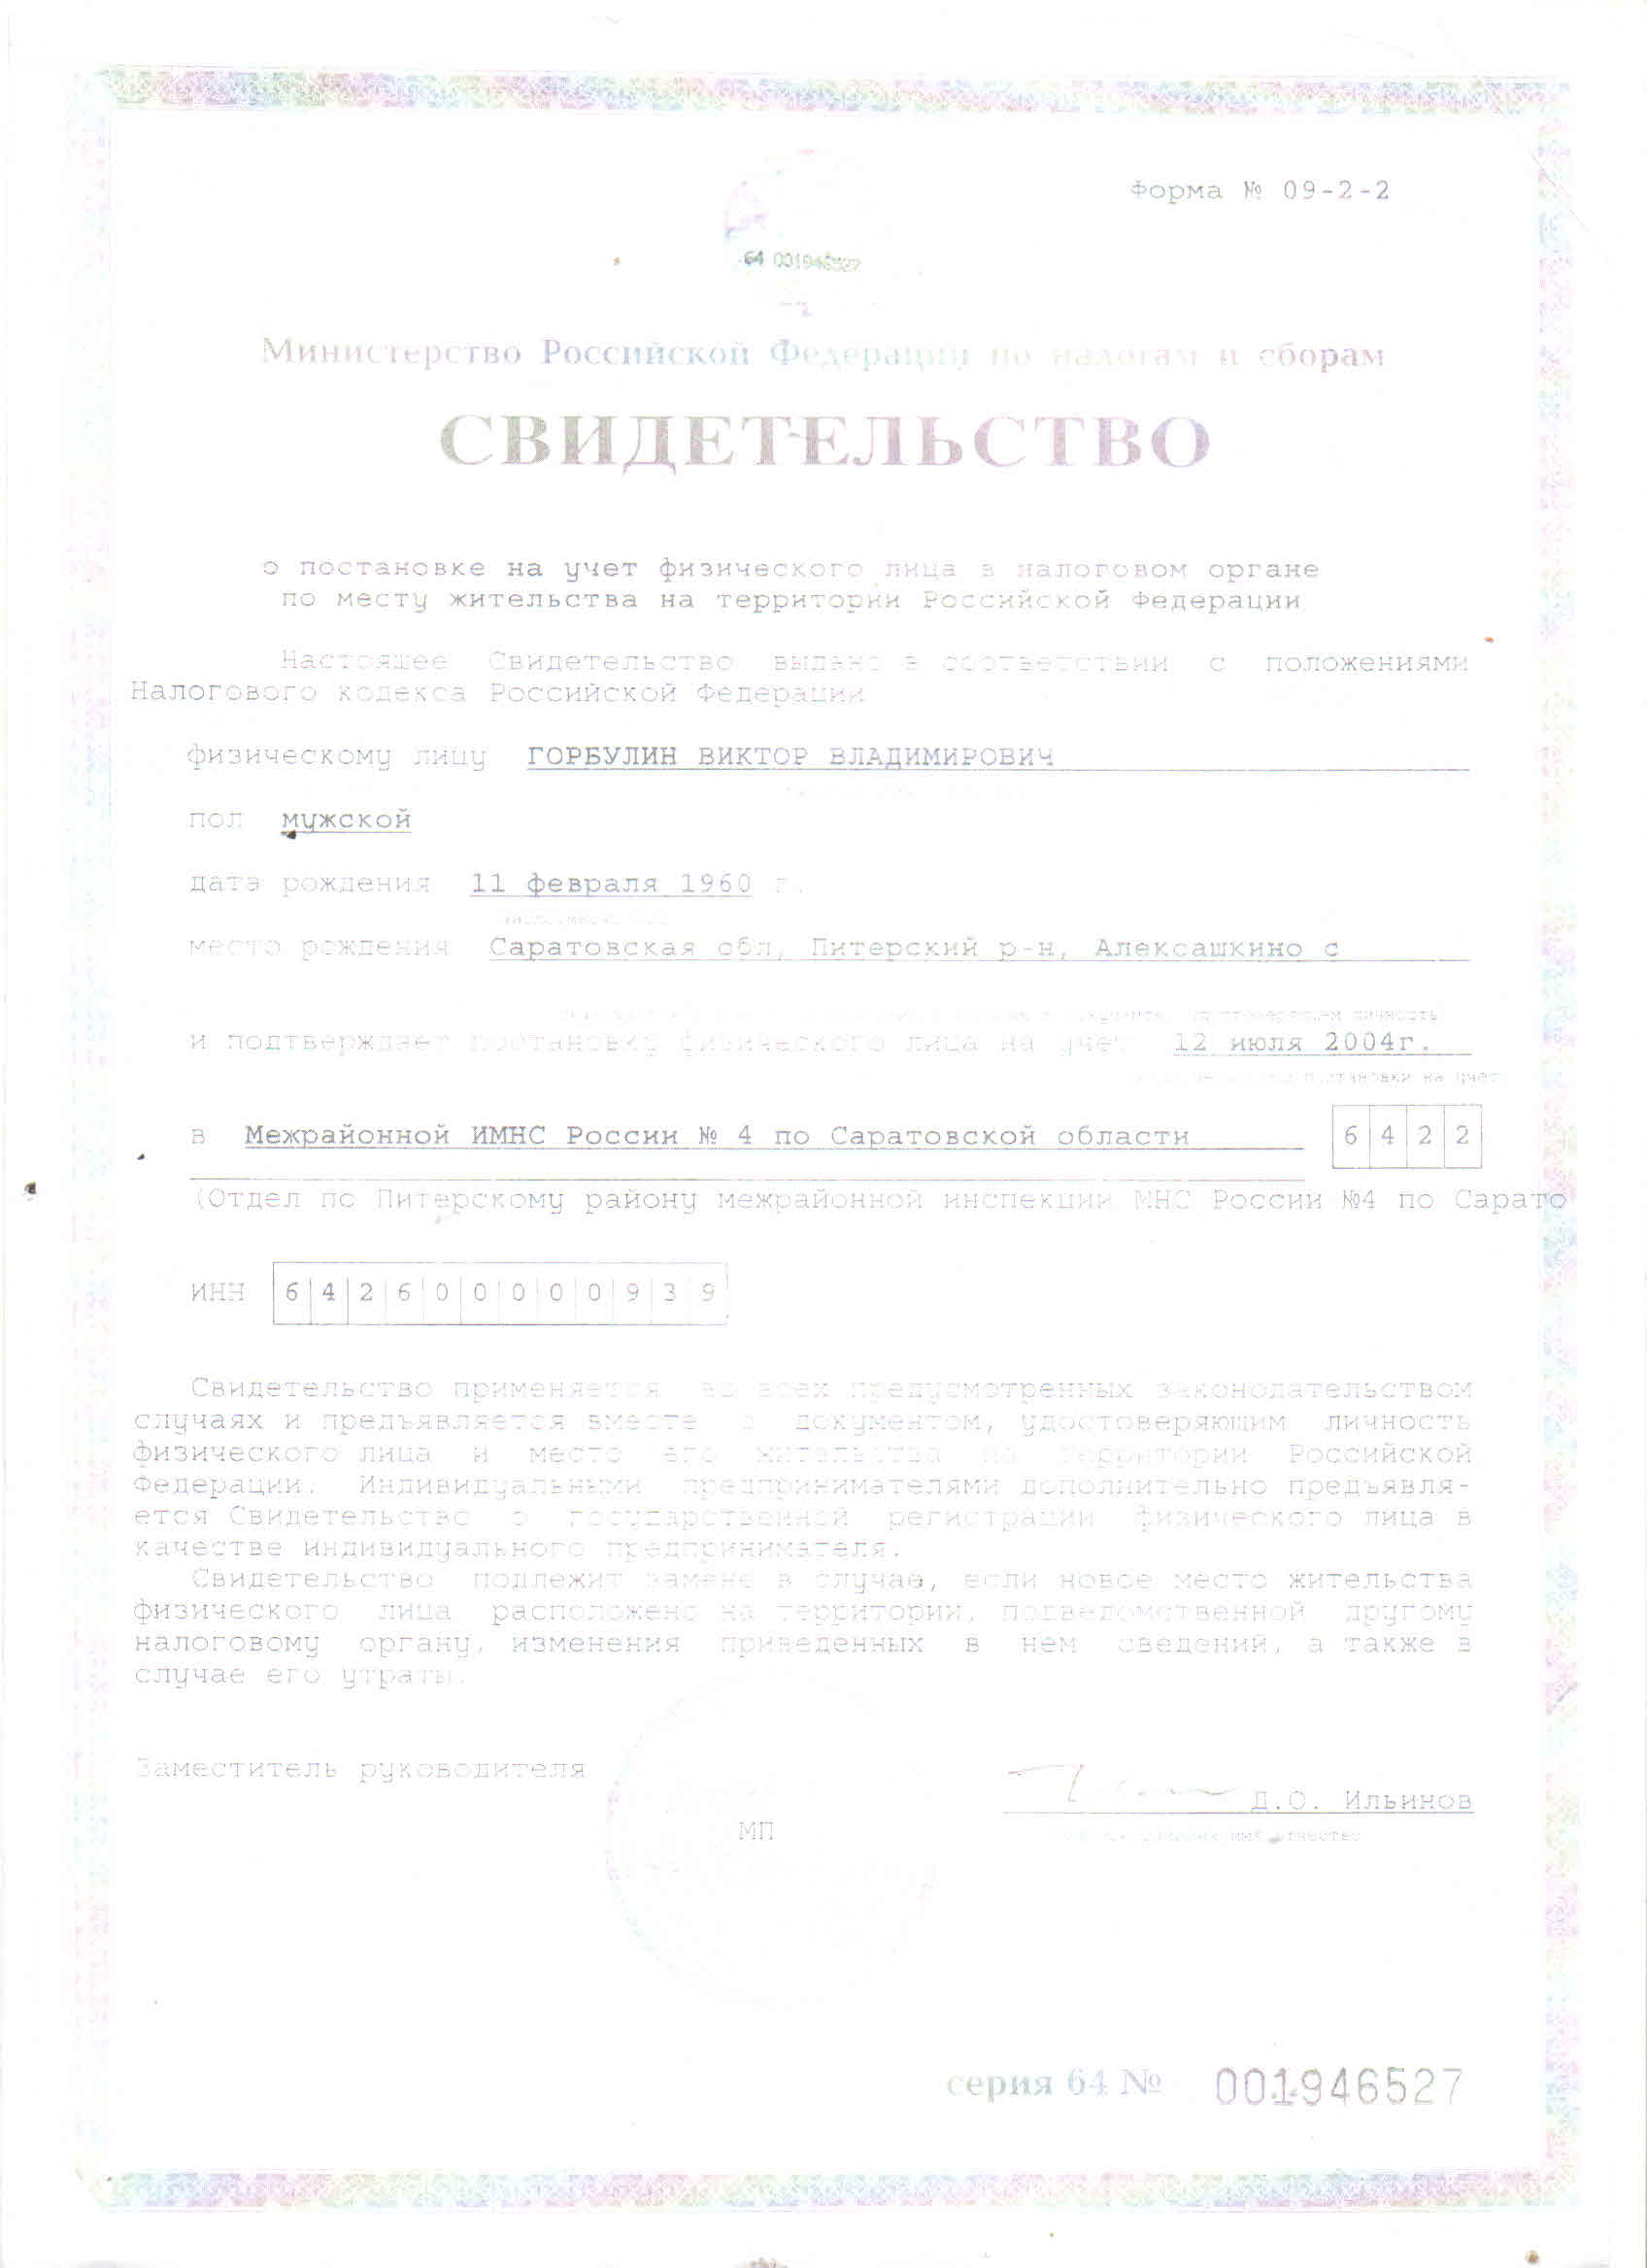 Форма № 09-2-2
64 001946527
Министерство Российской Федерации по налогам и сборам
СВИДЕТЕЛЬСТВО
о постановке на учет физического лица в налоговом органе
по месту жительства на территории Российской Федерации
Настоящее Свидетельство выдано в соответствии с положениями
Налогового кодекса Российской Федерации
физическому лицу ГОРБУЛИН ВИКТОР ВЛАДИМИРОВИЧ
пол мужской
дата рождения 11 февраля 1960 г.
место рождения Саратовская обл, Питерский р-н, Алексашкино с
и подтверждает постановку физического лица на учет 12 июля 2004г.
постановки на учет
в Межрайонной ИМНС России № 4 по Саратовской области 6422
(Отдел по Питерскому району межрайонной инспекции МНС России №4 по Сарато
ИНН 642600000939
Свидетельство применяется во всех предусмотренных законодательством
случаях и предъявляется вместе с документом, удостоверяющим личность
физического лица и место его жительства на территории Российской
Федерации. Индивидуальными предпринимателями дополнительно предъявля-
ется Свидетельство о государственной регистрации физического лица в
качестве индивидуального предпринимателя.
Свидетельство подлежит замене в случае, если новое место жительства
физического лица расположено на территории, подведомственной другому
налоговому органу, изменения приведенных в нем сведений, а также в
случае его утраты.
Заместитель руководителя
Д.О. Ильинов
МП
серия 64 № 001946527